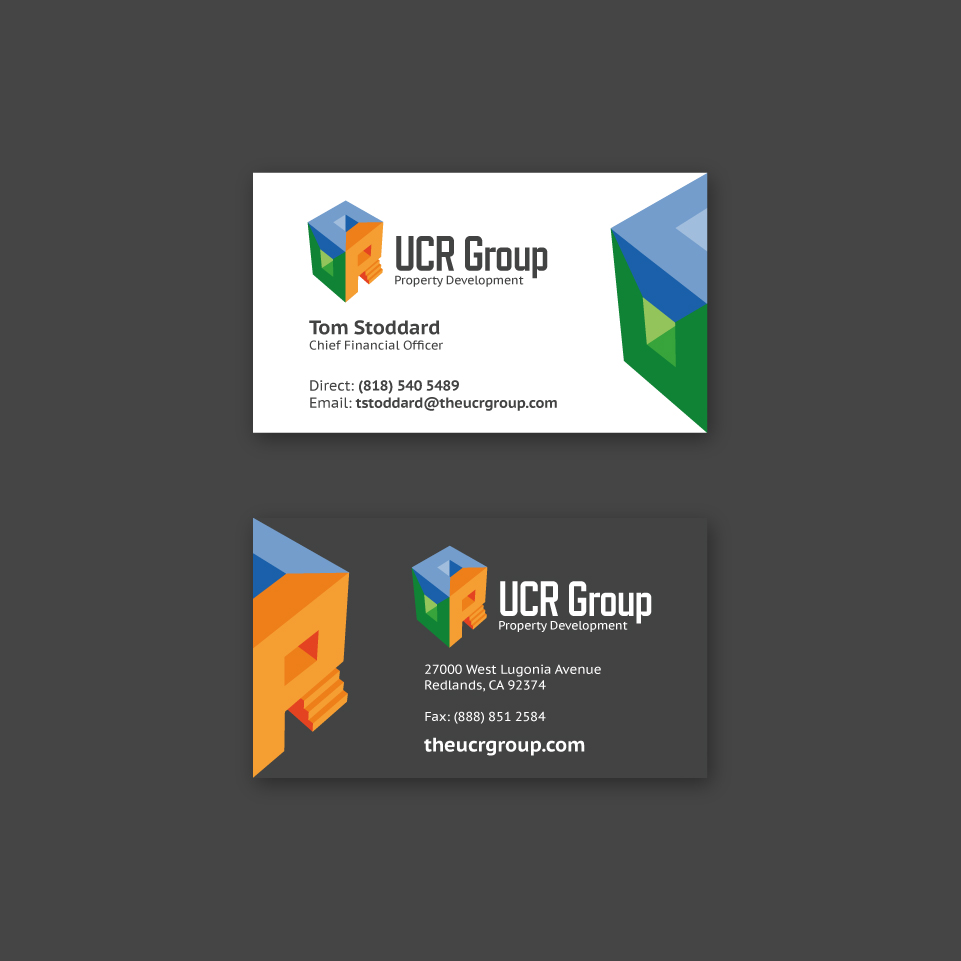 UCR Group
Property Development
Tom Stoddard
Chief Financial Officer
Direct: (818) 540 5489
Email: tstoddard@theucrgroup.com
UCR Group
Property Development
27000 West Lugonia Avenue
Redlands, CA 92374
Fax: (888) 851 2584
theucrgroup.com